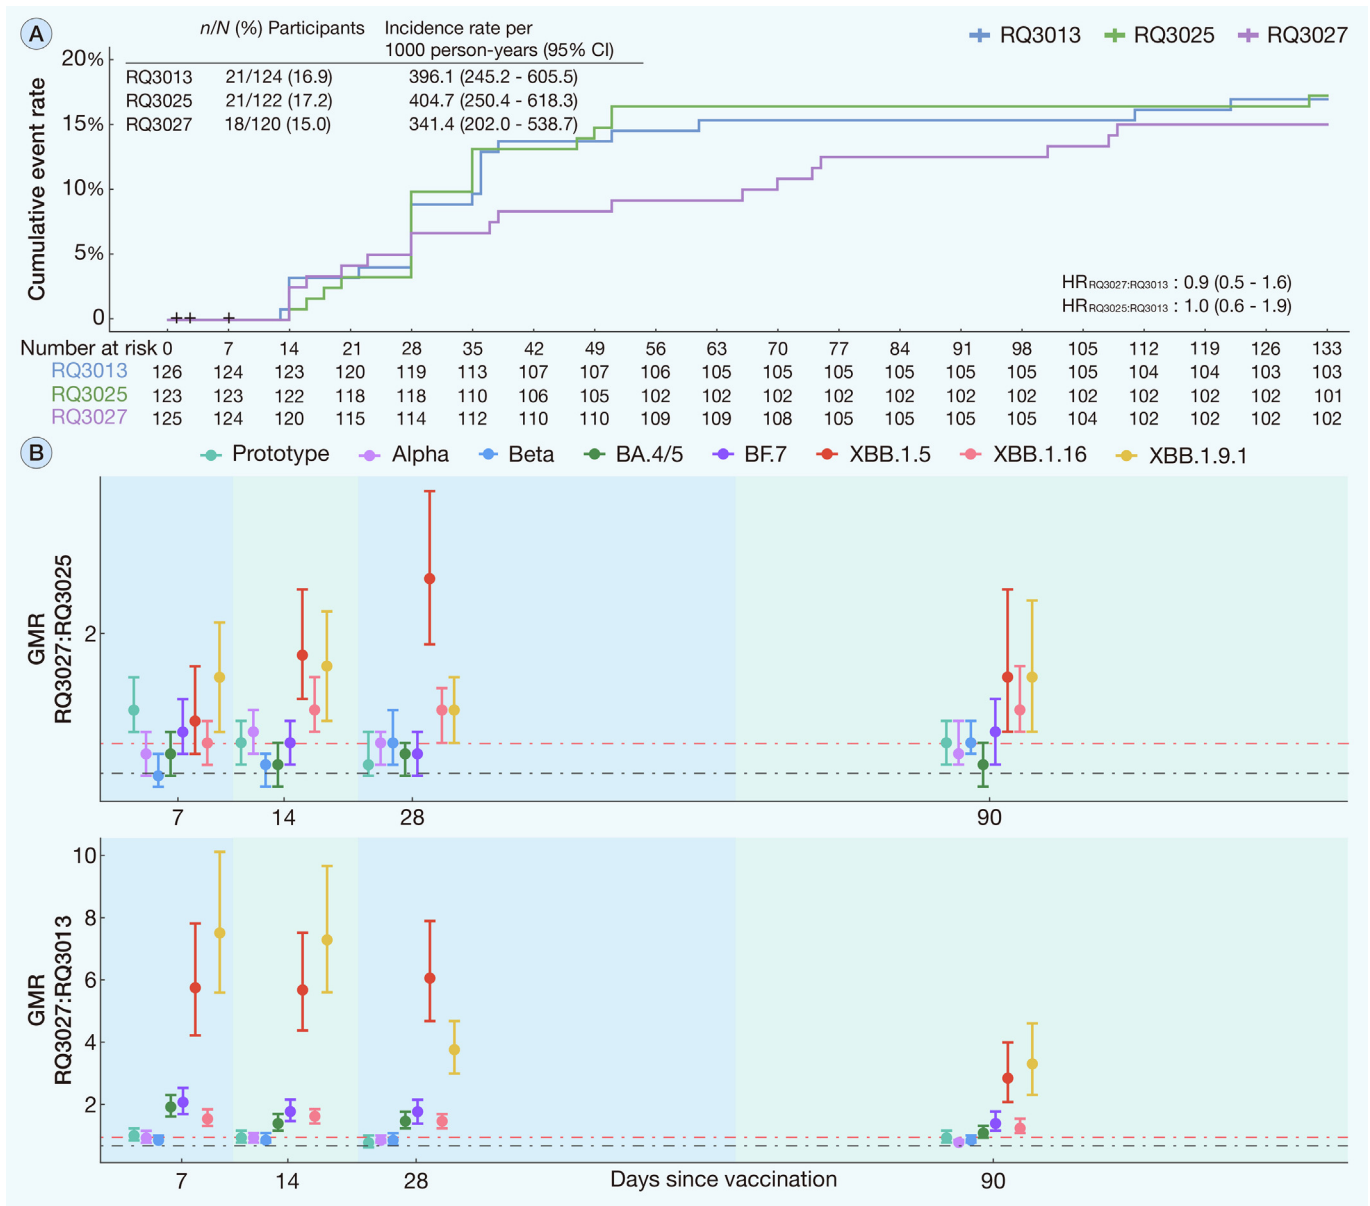 A
n/N (%) Participants Incidence rate per
1000 person-years (95% CI)
RQ3013 21/124 (16.9) 396.1 (245.2 - 605.5)
RQ3025 21/122 (17.2) 404.7 (250.4 - 618.3)
RQ3027 18/120 (15.0) 341.4 (202.0 - 538.7)
RQ3013 RQ3025 RQ3027
Cumulative event rate
20%
15%
10%
5%
0
HR RQ3027:RQ3013 : 0.9 (0.5 - 1.6)
HR RQ3025:RQ3013 : 1.0 (0.6 - 1.9)
Number at risk 0 7 14 21 28 35 42 49 56 63 70 77 84 91 98 105 112 119 126 133
RQ3013 126 124 123 120 119 113 107 107 106 105 105 105 105 105 105 105 104 104 103 103
RQ3025 123 123 122 118 118 110 106 105 102 102 102 102 102 102 102 102 102 102 102 101
RQ3027 125 124 120 115 114 112 110 110 109 109 108 105 105 105 105 104 102 102 102 102
B
Prototype Alpha Beta BA.4/5 BF.7 XBB.1.5 XBB.1.16 XBB.1.9.1
GMR
RQ3027:RQ3025
2
7 14 28 90
GMR
RQ3027:RQ3013
10
8
6
4
2
7 14 28 Days since vaccination 90